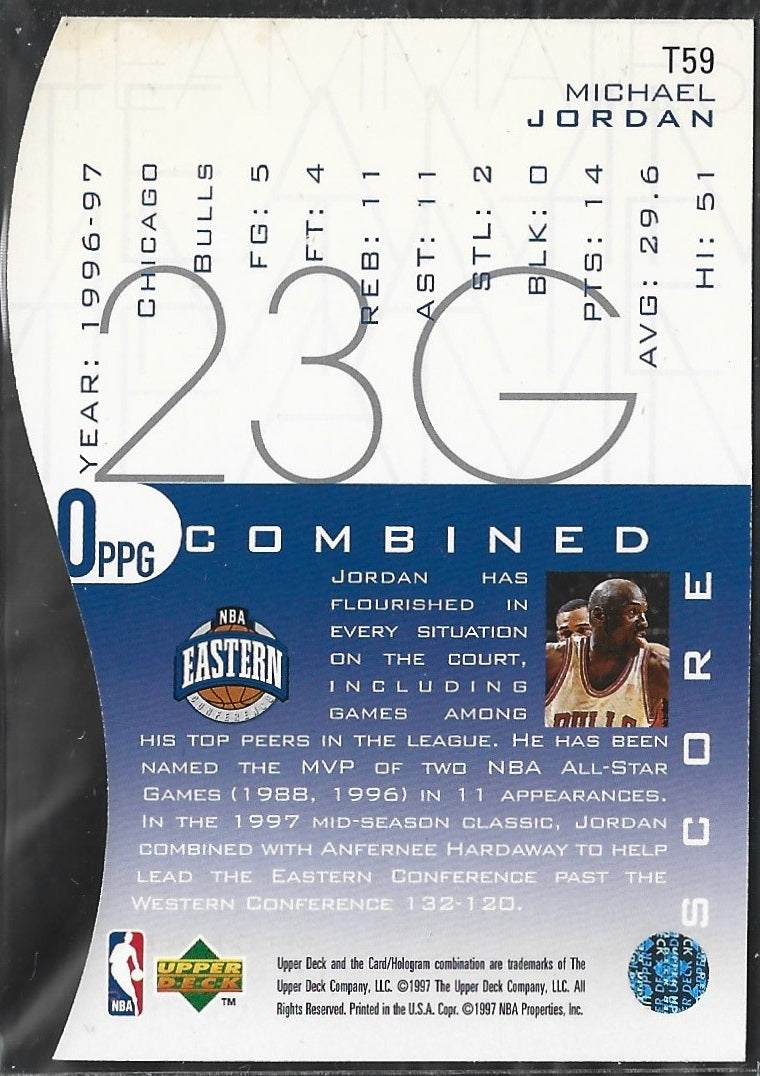 T59
MICHAEL
JORDAN
YEAR: 1996-97
CHICAGO
BULLS
FG: 5
FT: 4
REB: 11
AST: 11
STL: 2
BLK: 0
PTS: 14
AVG: 29.6
HI: 51
23G
0PPG
COMBINED
SCORE
JORDAN HAS
FLOURISHED IN
EVERY SITUATION
ON THE COURT,
INCLUDING
GAMES AMONG
HIS TOP PEERS IN THE LEAGUE. HE HAS BEEN
NAMED THE MVP OF TWO NBA ALL-STAR
GAMES (1988, 1996) IN 11 APPEARANCES.
IN THE 1997 MID-SEASON CLASSIC, JORDAN
COMBINED WITH ANFERNEE HARDAWAY TO HELP
LEAD THE EASTERN CONFERENCE PAST THE
WESTERN CONFERENCE 132-120.
NBA
EASTERN
CONFERENCE
BULLS
NBA
UPPER
DECK
™
Upper Deck and the Card/Hologram combination are trademarks of The
Upper Deck Company, LLC. ©1997 The Upper Deck Company, LLC. All
Rights Reserved. Printed in the U.S.A. Copr. ©1997 NBA Properties, Inc.